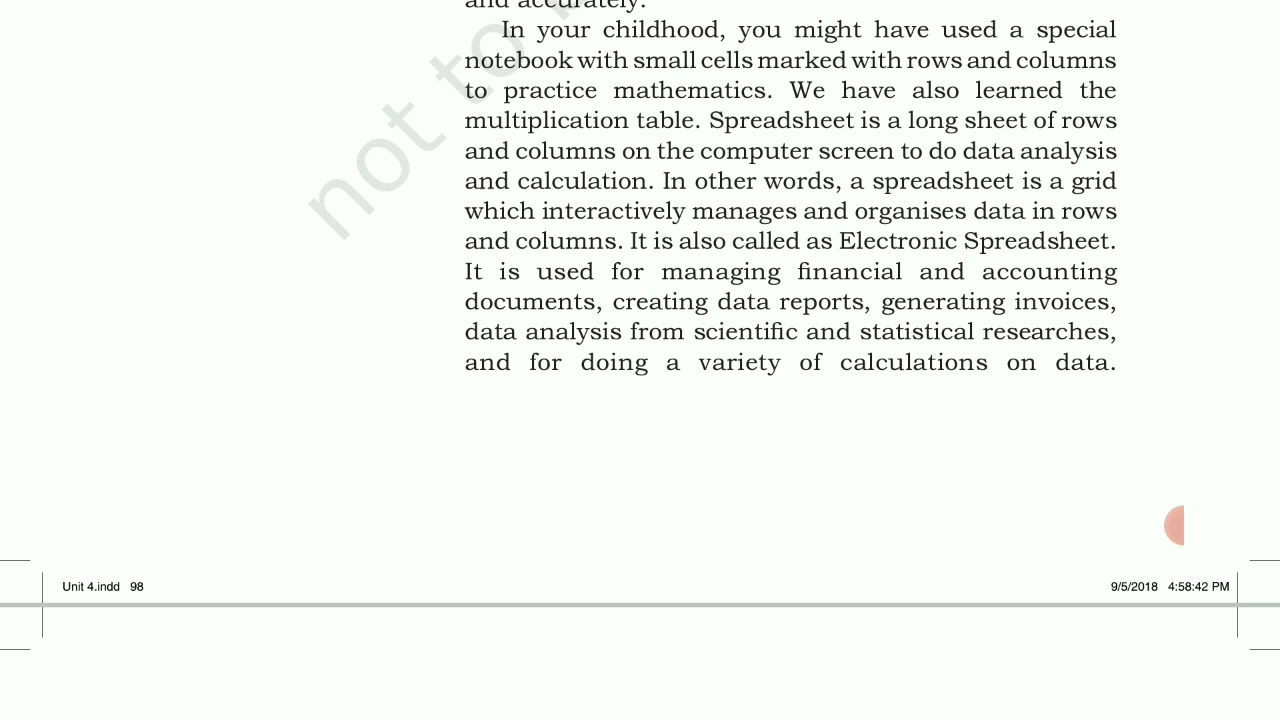 and accurately.
In your childhood, you might have used a special
notebook with small cells marked with rows and columns
to practice mathematics. We have also learned the
multiplication table. Spreadsheet is a long sheet of rows
and columns on the computer screen to do data analysis
and calculation. In other words, a spreadsheet is a grid
which interactively manages and organises data in rows
and columns. It is also called as Electronic Spreadsheet.
It is used for managing financial and accounting
documents, creating data reports, generating invoices,
data analysis from scientific and statistical researches,
and for doing a variety of calculations on data.
not to
Unit 4.indd 98
9/5/2018 4:58:42 PM